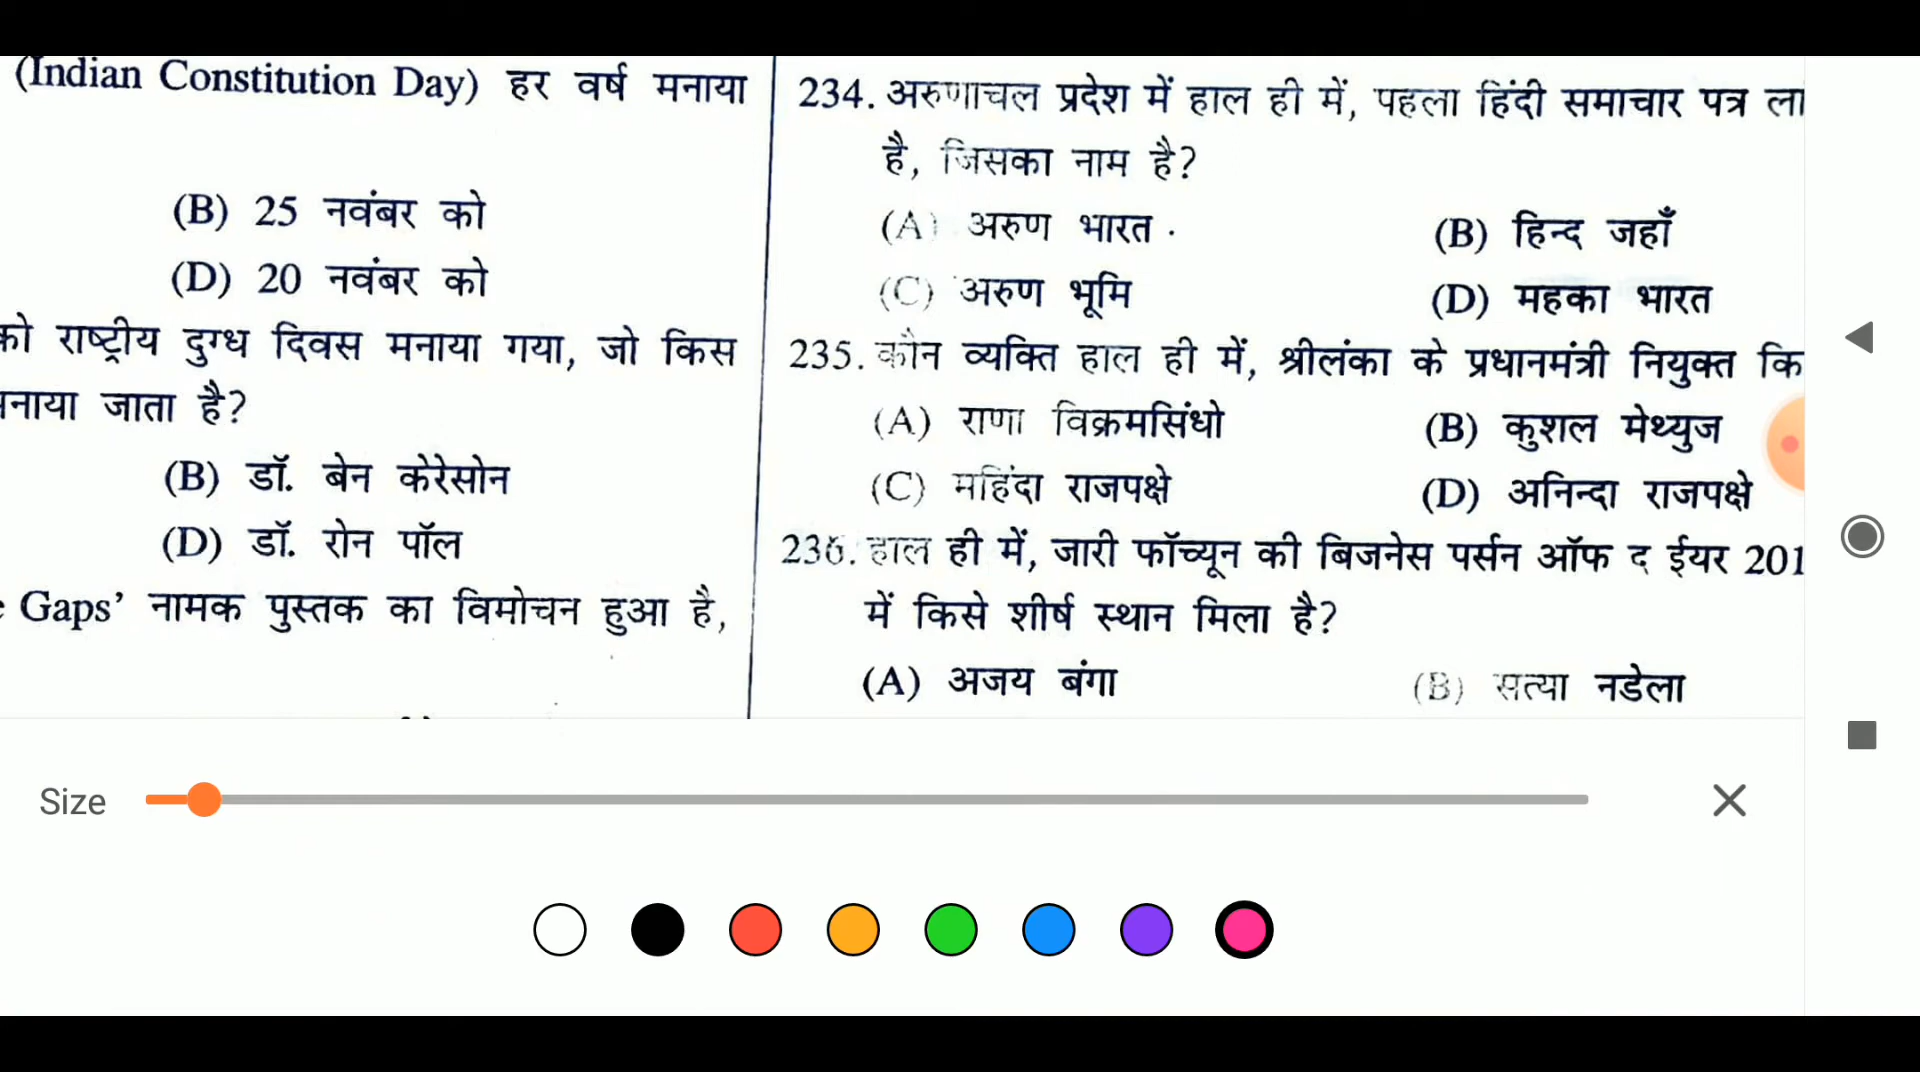 (Indian Constitution Day) हर वर्ष मनाया
(B) 25 नवंबर को
(D) 20 नवंबर को
को राष्ट्रीय दुग्ध दिवस मनाया गया, जो किस
मनाया जाता है?
(B) डॉ. बेन केरेसोन
(D) डॉ. रोन पॉल
Gaps’ नामक पुस्तक का विमोचन हुआ है,
234. अरुणाचल प्रदेश में हाल ही में, पहला हिंदी समाचार पत्र
है, जिसका नाम है?
(A) अरुण भारत
(B) हिन्द जहाँ
(C) अरुण भूमि
(D) महका भारत
235. कौन व्यक्ति हाल ही में, श्रीलंका के प्रधानमंत्री नियुक्त
(A) राणा विक्रमसिंधो
(B) कुशल मेथ्युज
(C) महिंदा राजपक्षे
(D) अनिन्दा राजपक्षे
236. हाल ही में, जारी फॉच्यून की बिजनेस पर्सन ऑफ द ईयर 201
में किसे शीर्ष स्थान मिला है?
(A) अजय बंगा
(B) सत्या नडेला
Size